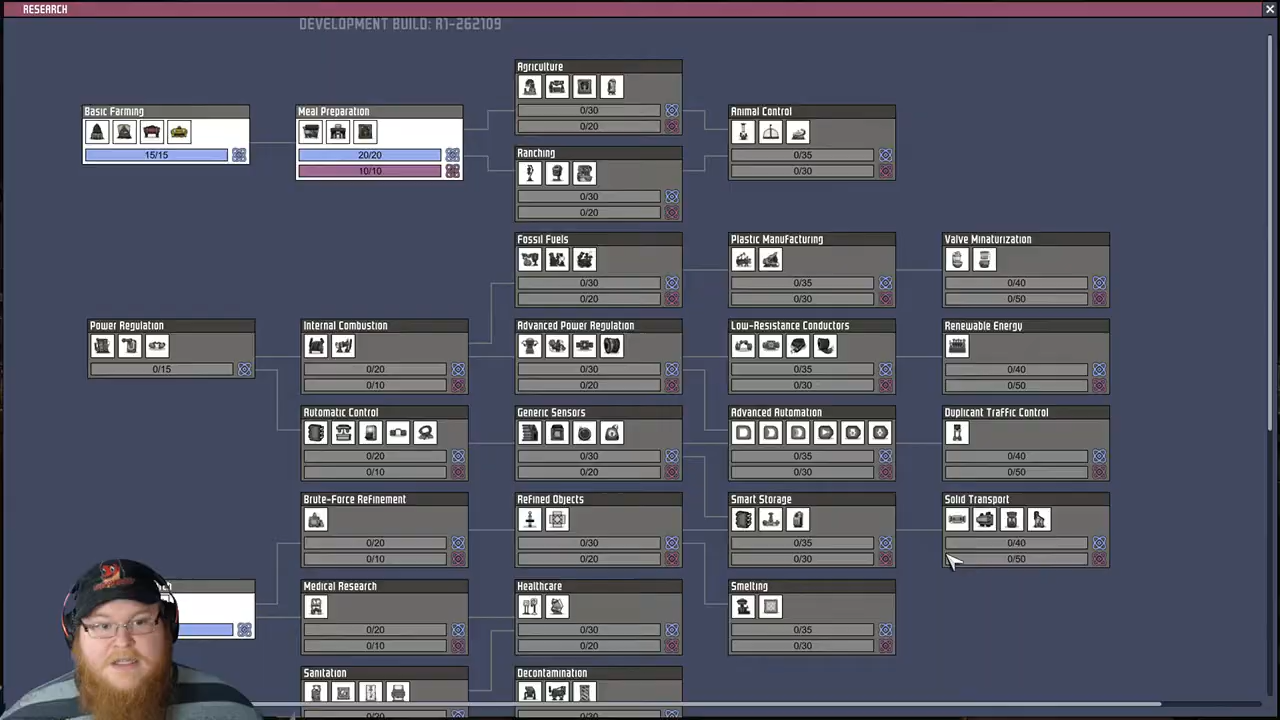 RESEARCH
DEVELOPMENT BUILD: R1-262109
Agriculture
0/30
0/20
Basic Farming
15/15
Meal Preparation
20/20
10/10
Animal Control
0/35
0/30
Ranching
0/30
0/20
Fossil Fuels
0/30
0/20
Plastic Manufacturing
0/35
0/30
Valve Minaturization
0/40
0/50
Power Regulation
0/15
Internal Combustion
0/20
0/10
Advanced Power Regulation
0/30
0/20
Low-Resistance Conductors
0/35
0/30
Renewable Energy
0/40
0/50
Automatic Control
0/20
0/10
Generic Sensors
0/30
0/20
Advanced Automation
0/35
0/30
Duplicant Traffic Control
0/40
0/50
Brute-Force Refinement
0/20
0/10
Refined Objects
0/30
0/20
Smart Storage
0/35
0/30
Solid Transport
0/40
0/50
Medical Research
0/20
0/10
Healthcare
0/30
0/20
Smelting
0/35
0/30
Sanitation
0/20
Decontamination
0/30